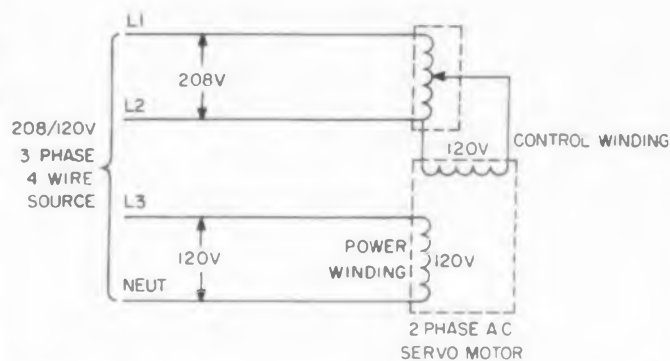 L1
208V
L2
208/120V
3 PHASE
4 WIRE
SOURCE
120V
CONTROL WINDING
L3
120V
POWER
WINDING
120V
NEUT
2 PHASE A C
SERVO MOTOR